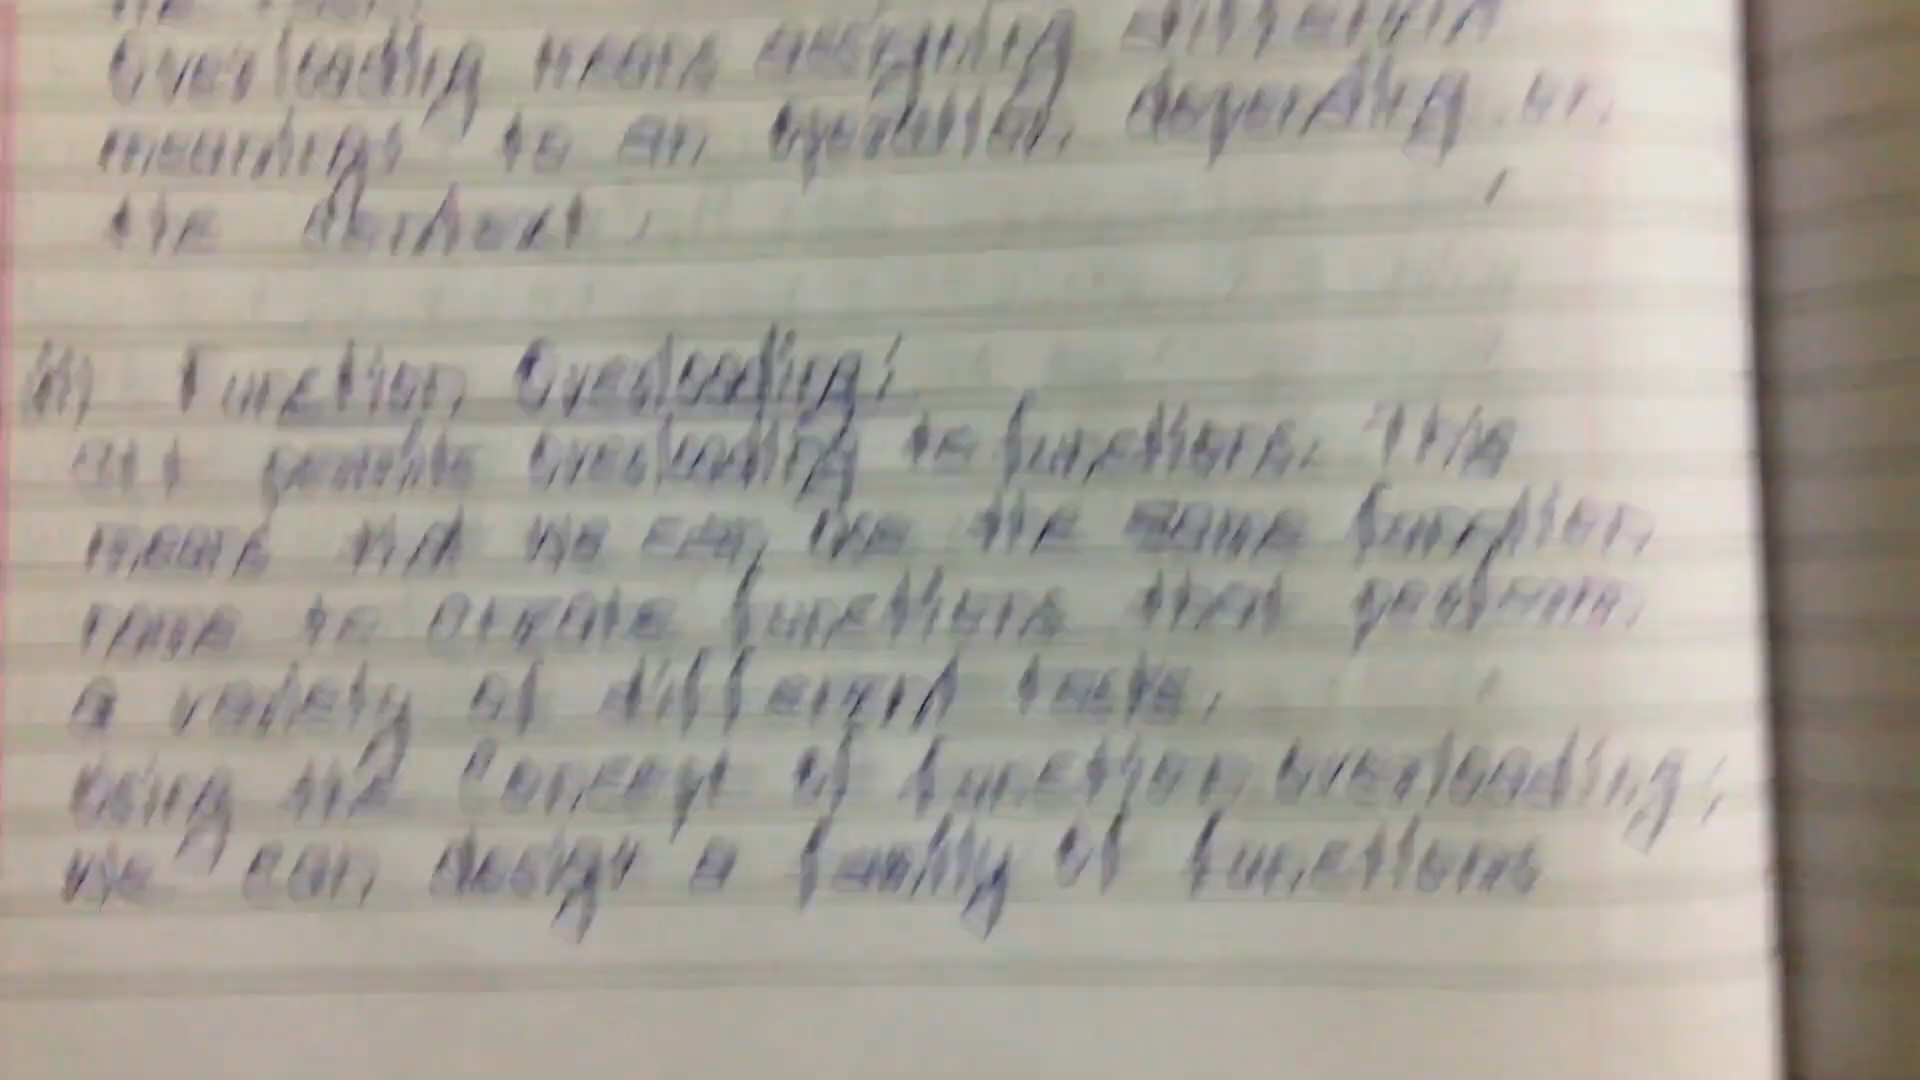 Overloading means assigning different
meanings to an operation, depending on
the context.
ii) Function Overloading:
permits overloading to functions. This
means that we can use the same function
name to create functions that perform
a variety of different tasks.
Using the concept of function overloading;
we can design a family of functions